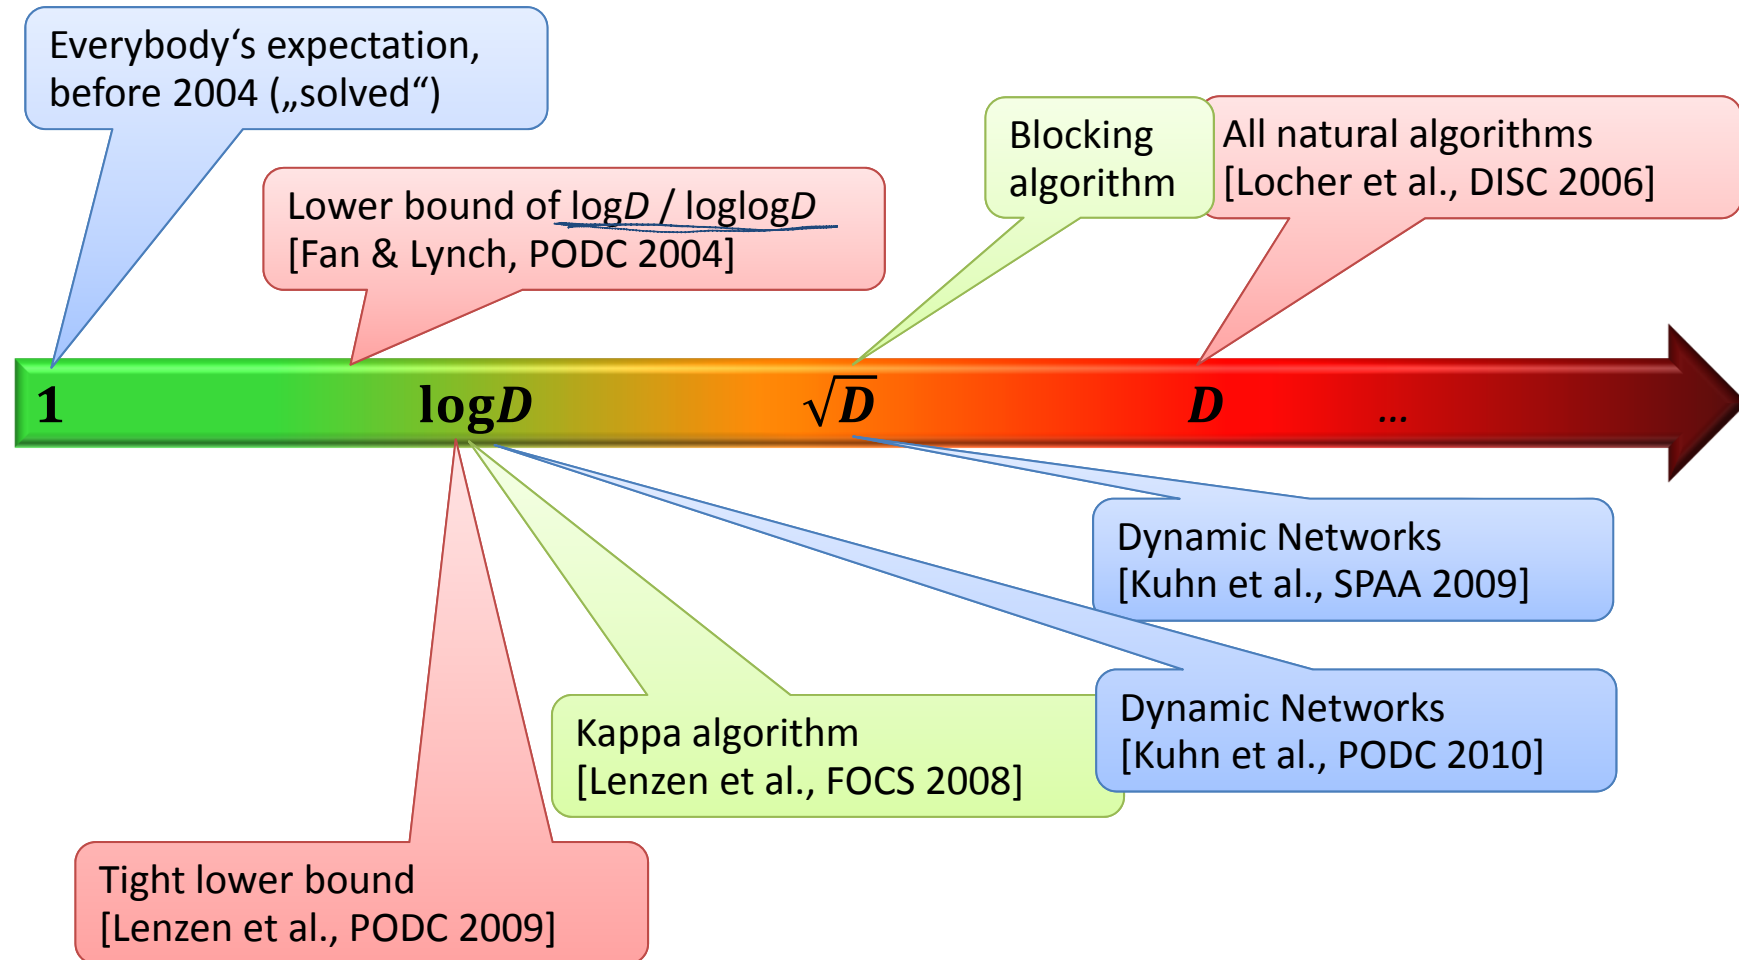 Everybody‘s expectation,
before 2004 („solved“)
Lower bound of logD / loglogD
[Fan & Lynch, PODC 2004]
Blocking
algorithm
All natural algorithms
[Locher et al., DISC 2006]
1 logD √D D ...
Dynamic Networks
[Kuhn et al., SPAA 2009]
Dynamic Networks
[Kuhn et al., PODC 2010]
Kappa algorithm
[Lenzen et al., FOCS 2008]
Tight lower bound
[Lenzen et al., PODC 2009]